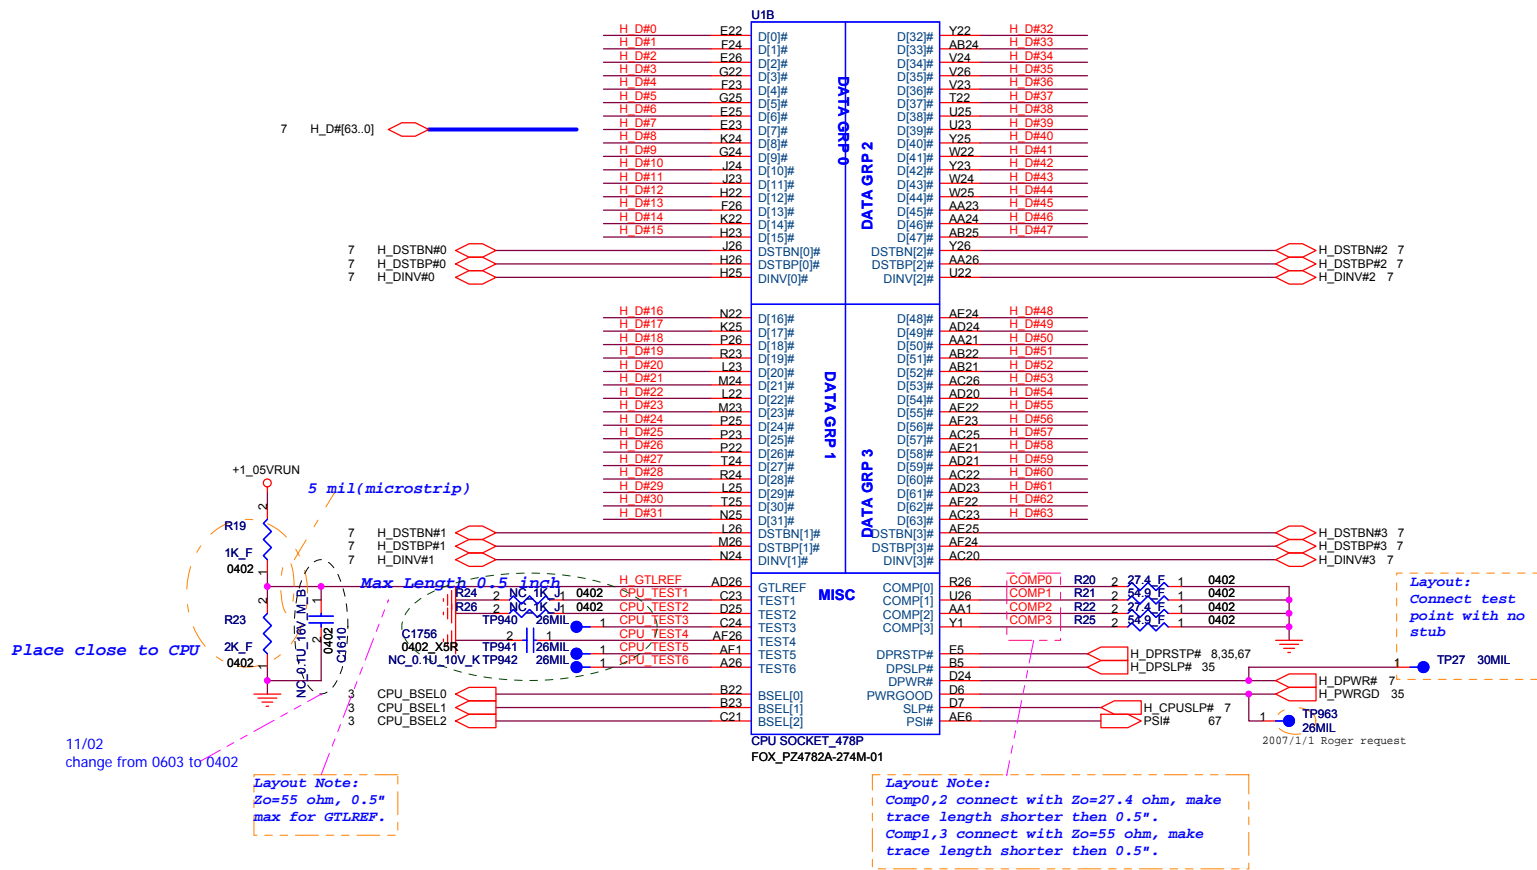 U1B
H_D#0 E22 D[0]# D[32]# Y22 H_D#32
H_D#1 F24 D[1]# D[33]# AB24 H_D#33
H_D#2 E26 D[2]# D[34]# V24 H_D#34
H_D#3 G22 D[3]# D[35]# V26 H_D#35
H_D#4 F23 D[4]# D[36]# V23 H_D#36
H_D#5 G25 D[5]# D[37]# T22 H_D#37
H_D#6 E25 D[6]# D[38]# U25 H_D#38
7 H_D#[63..0] H_D#7 E23 D[7]# D[39]# U23 H_D#39
H_D#8 K24 D[8]# D[40]# Y25 H_D#40
H_D#9 G24 D[9]# D[41]# W22 H_D#41
H_D#10 J24 D[10]# D[42]# Y23 H_D#42
H_D#11 J23 D[11]# D[43]# W24 H_D#43
H_D#12 H22 D[12]# D[44]# W25 H_D#44
H_D#13 F26 D[13]# D[45]# AA23 H_D#45
H_D#14 K22 D[14]# D[46]# AA24 H_D#46
H_D#15 H23 D[15]# D[47]# AB25 H_D#47
7 H_DSTBN#0 J26 DSTBN[0]# DSTBN[2]# Y26 H_DSTBN#2 7
7 H_DSTBP#0 H26 DSTBP[0]# DSTBP[2]# AA26 H_DSTBP#2 7
7 H_DINV#0 H25 DINV[0]# DINV[2]# U22 H_DINV#2 7
DATA GRP 0
DATA GRP 2
H_D#16 N22 D[16]# D[48]# AE24 H_D#48
H_D#17 K25 D[17]# D[49]# AD24 H_D#49
H_D#18 P26 D[18]# D[50]# AA21 H_D#50
H_D#19 R23 D[19]# D[51]# AB22 H_D#51
H_D#20 L23 D[20]# D[52]# AB21 H_D#52
H_D#21 M24 D[21]# D[53]# AC26 H_D#53
H_D#22 L22 D[22]# D[54]# AD20 H_D#54
H_D#23 M23 D[23]# D[55]# AE22 H_D#55
H_D#24 P25 D[24]# D[56]# AF23 H_D#56
H_D#25 P23 D[25]# D[57]# AC25 H_D#57
H_D#26 P22 D[26]# D[58]# AE21 H_D#58
H_D#27 T24 D[27]# D[59]# AD21 H_D#59
H_D#28 R24 D[28]# D[60]# AC22 H_D#60
H_D#29 L25 D[29]# D[61]# AD23 H_D#61
H_D#30 T25 D[30]# D[62]# AF22 H_D#62
H_D#31 N25 D[31]# D[63]# AC23 H_D#63
7 H_DSTBN#1 L26 DSTBN[1]# DSTBN[3]# AE25 H_DSTBN#3 7
7 H_DSTBP#1 M26 DSTBP[1]# DSTBP[3]# AF24 H_DSTBP#3 7
7 H_DINV#1 N24 DINV[1]# DINV[3]# AC20 H_DINV#3 7
DATA GRP 1
DATA GRP 3
+1_05VRUN
5 mil(microstrip)
2
R19
1K_F
0402
1
2
R23
2K_F
0402
1
1
2
NC_0.1U_16V_M_B
0402
C1610
Place close to CPU
Max Length 0.5 inch
H_GTLREF AD26 GTLREF MISC COMP[0] R26 COMP0 R20 2 27.4_F 1 0402
R24 2 NC_1K_J 1 0402 CPU_TEST1 C23 TEST1 COMP[1] U26 COMP1 R21 2 54.9_F 1 0402
R26 2 NC_1K_J 1 0402 CPU_TEST2 D25 TEST2 COMP[2] AA1 COMP2 R22 2 27.4_F 1 0402
TP940 26MIL 1 CPU_TEST3 C24 TEST3 COMP[3] Y1 COMP3 R25 2 54.9_F 1 0402
C1756 2 1 CPU_TEST4 AF26 TEST4
0402_X5R TP941 26MIL 1 CPU_TEST5 AF1 TEST5 DPRSTP# E5 H_DPRSTP# 8,35,67
NC_0.1U_10V_K TP942 26MIL 1 CPU_TEST6 A26 TEST6 DPSLP# B5 H_DPSLP# 35
DPWR# D24 H_DPWR# 7
3 CPU_BSEL0 B22 BSEL[0] PWRGOOD D6 H_PWRGD 35
3 CPU_BSEL1 B23 BSEL[1] SLP# D7 H_CPUSLP# 7
3 CPU_BSEL2 C21 BSEL[2] PSI# AE6 PSI# 67
Layout:
Connect test
point with no
stub
1 TP27 30MIL
1 TP963
26MIL
2007/1/1 Roger request
CPU SOCKET_478P
FOX_PZ4782A-274M-01
11/02
change from 0603 to 0402
Layout Note:
Zo=55 ohm, 0.5"
max for GTLREF.
Layout Note:
Comp0,2 connect with Zo=27.4 ohm, make
trace length shorter then 0.5".
Comp1,3 connect with Zo=55 ohm, make
trace length shorter then 0.5".